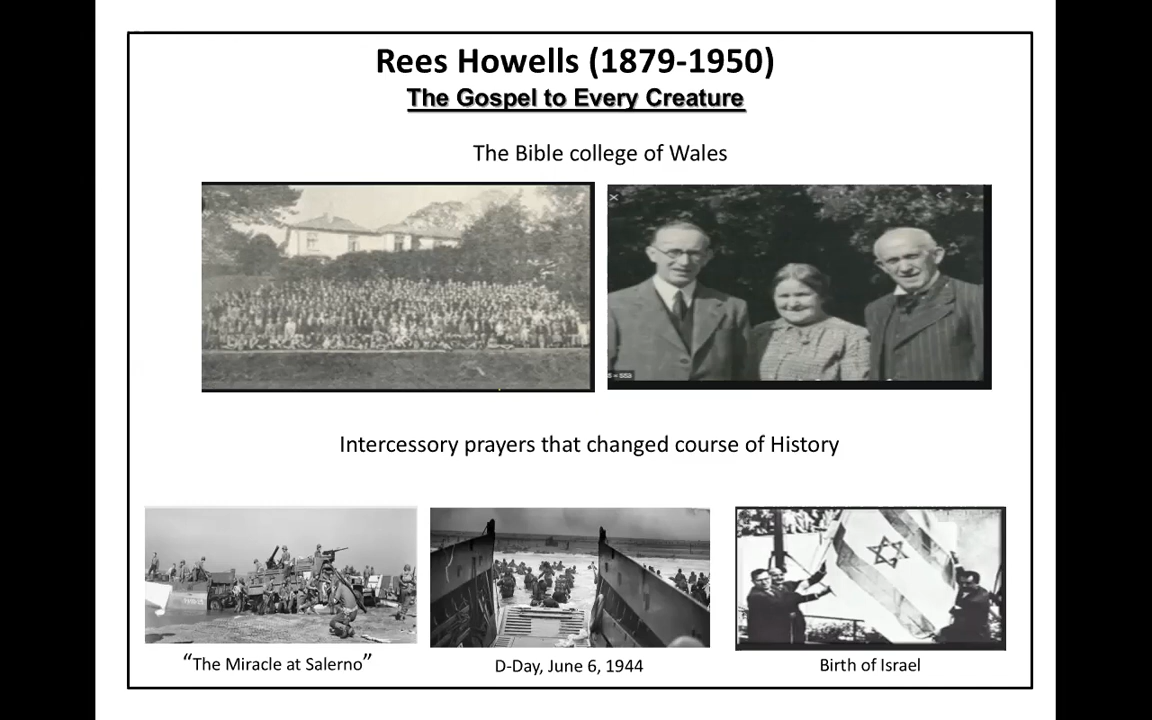 Rees Howells (1879-1950)
The Gospel to Every Creature
The Bible college of Wales
Intercessory prayers that changed course of History
“The Miracle at Salerno”
D-Day, June 6, 1944
Birth of Israel